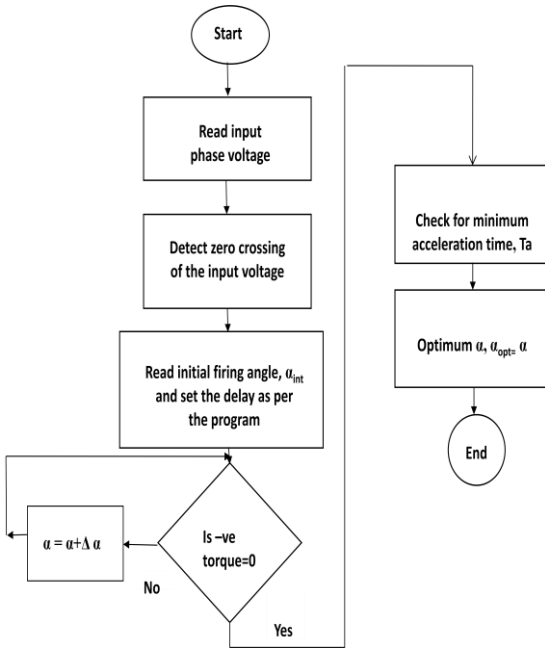 Start
Read input
phase voltage
Detect zero crossing
of the input voltage
Read initial firing angle, αint
and set the delay as per
the program
Is –ve
torque=0
α = α+Δ α
No
Yes
Check for minimum
acceleration time, Ta
Optimum α, αopt= α
End